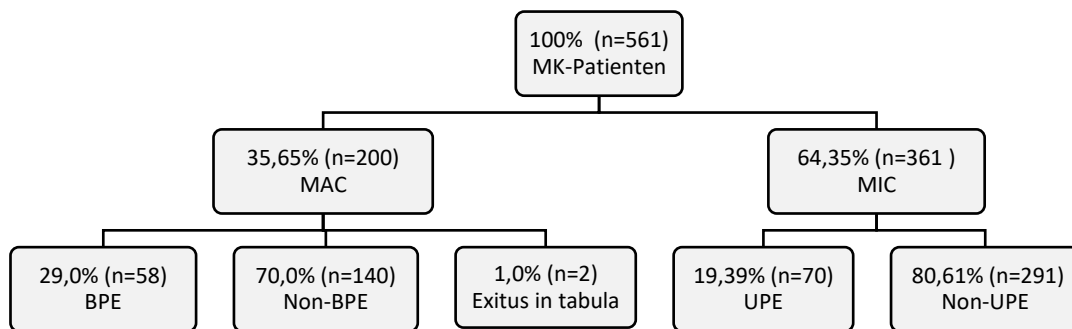 100% (n=561)
MK-Patienten
35,65% (n=200)
MAC
64,35% (n=361 )
MIC
29,0% (n=58)
BPE
70,0% (n=140)
Non-BPE
1,0% (n=2)
Exitus in tabula
19,39% (n=70)
UPE
80,61% (n=291)
Non-UPE